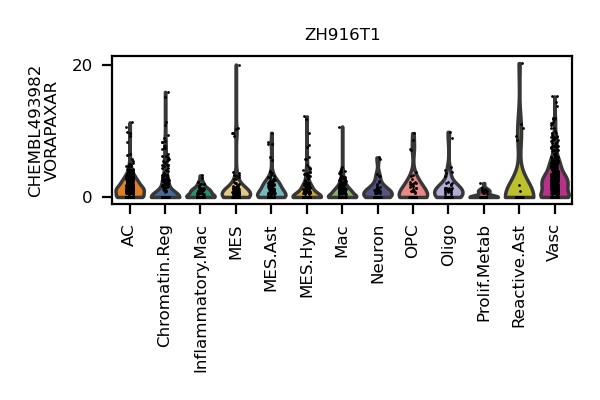 ZH916T1
CHEMBL493982
VORAPAXAR
20
0
AC
Chromatin.Reg
Inflammatory.Mac
MES
MES.Ast
MES.Hyp
Mac
Neuron
OPC
Oligo
Prolif.Metab
Reactive.Ast
Vasc